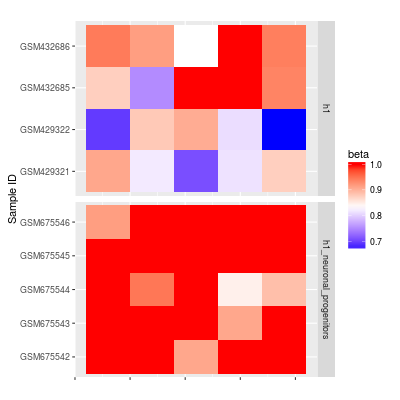 GSM432686
GSM432685
GSM429322
GSM429321
h1
GSM675546
GSM675545
GSM675544
GSM675543
GSM675542
h1_neuronal_progenitors
Sample ID
beta
1.0
0.9
0.8
0.7